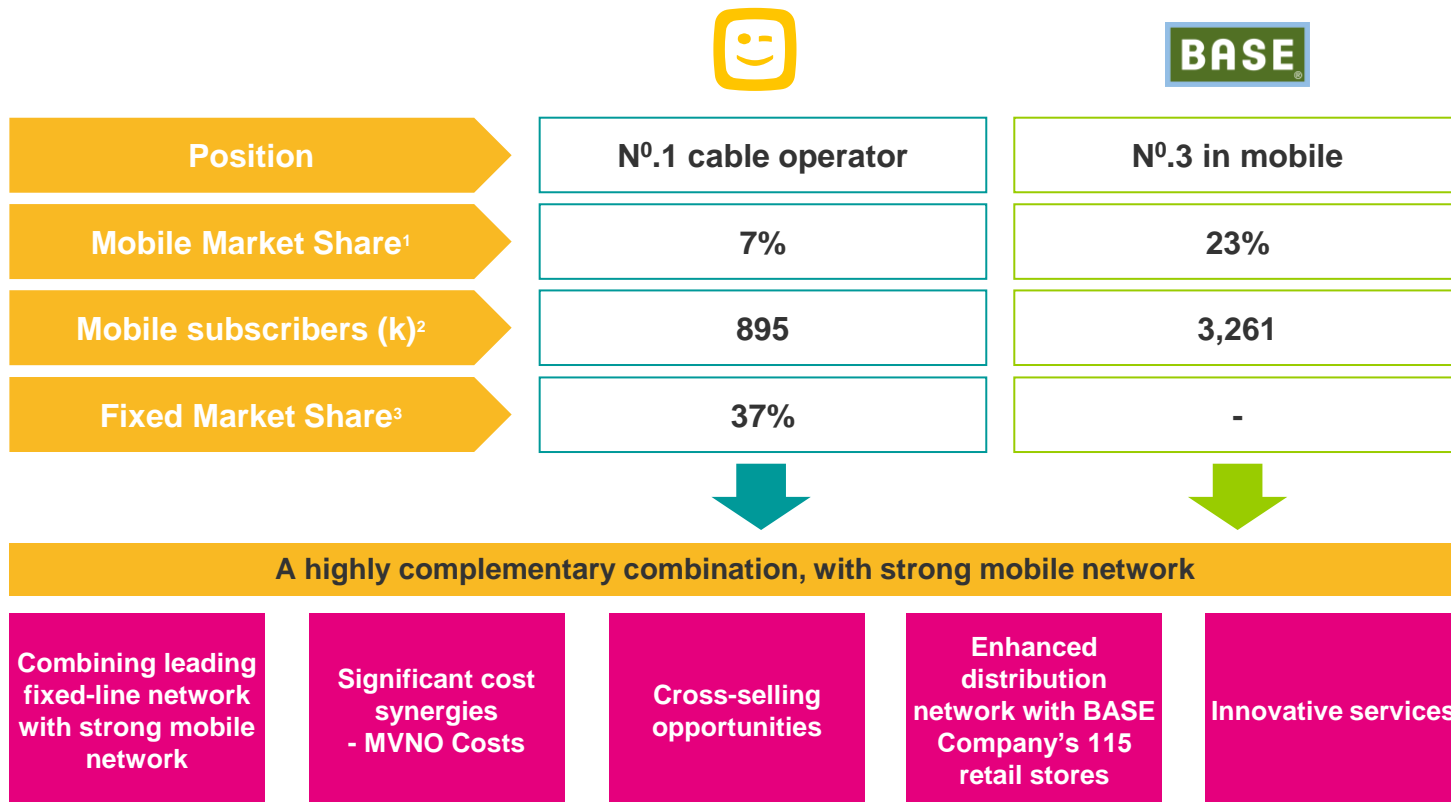 BASE®
Position
N⁰.1 cable operator
N⁰.3 in mobile
Mobile Market Share¹
7%
23%
Mobile subscribers (k)²
895
3,261
Fixed Market Share³
37%
-
A highly complementary combination, with strong mobile network
Combining leading
fixed-line network
with strong mobile
network
Significant cost
synergies
- MVNO Costs
Cross-selling
opportunities
Enhanced
distribution
network with BASE
Company’s 115
retail stores
Innovative services